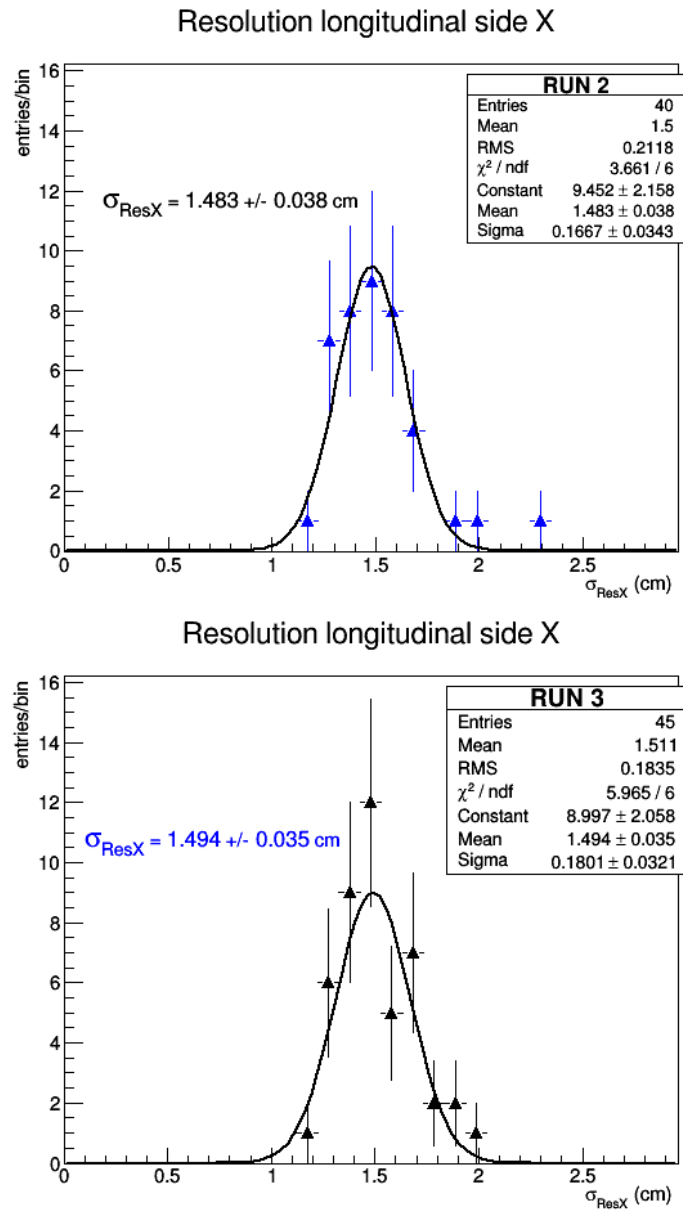 Resolution longitudinal side X
entries/bin
16
14
12
10
8
6
4
2
0
RUN 2
Entries 40
Mean 1.5
RMS 0.2118
χ² / ndf 3.661 / 6
Constant 9.452 ± 2.158
Mean 1.483 ± 0.038
Sigma 0.1667 ± 0.0343
σResX = 1.483 +/- 0.038 cm
0 0.5 1 1.5 2 2.5
σResX (cm)
Resolution longitudinal side X
entries/bin
16
14
12
10
8
6
4
2
0
RUN 3
Entries 45
Mean 1.511
RMS 0.1835
χ² / ndf 5.965 / 6
Constant 8.997 ± 2.058
Mean 1.494 ± 0.035
Sigma 0.1801 ± 0.0321
σResX = 1.494 +/- 0.035 cm
0 0.5 1 1.5 2 2.5
σResX (cm)